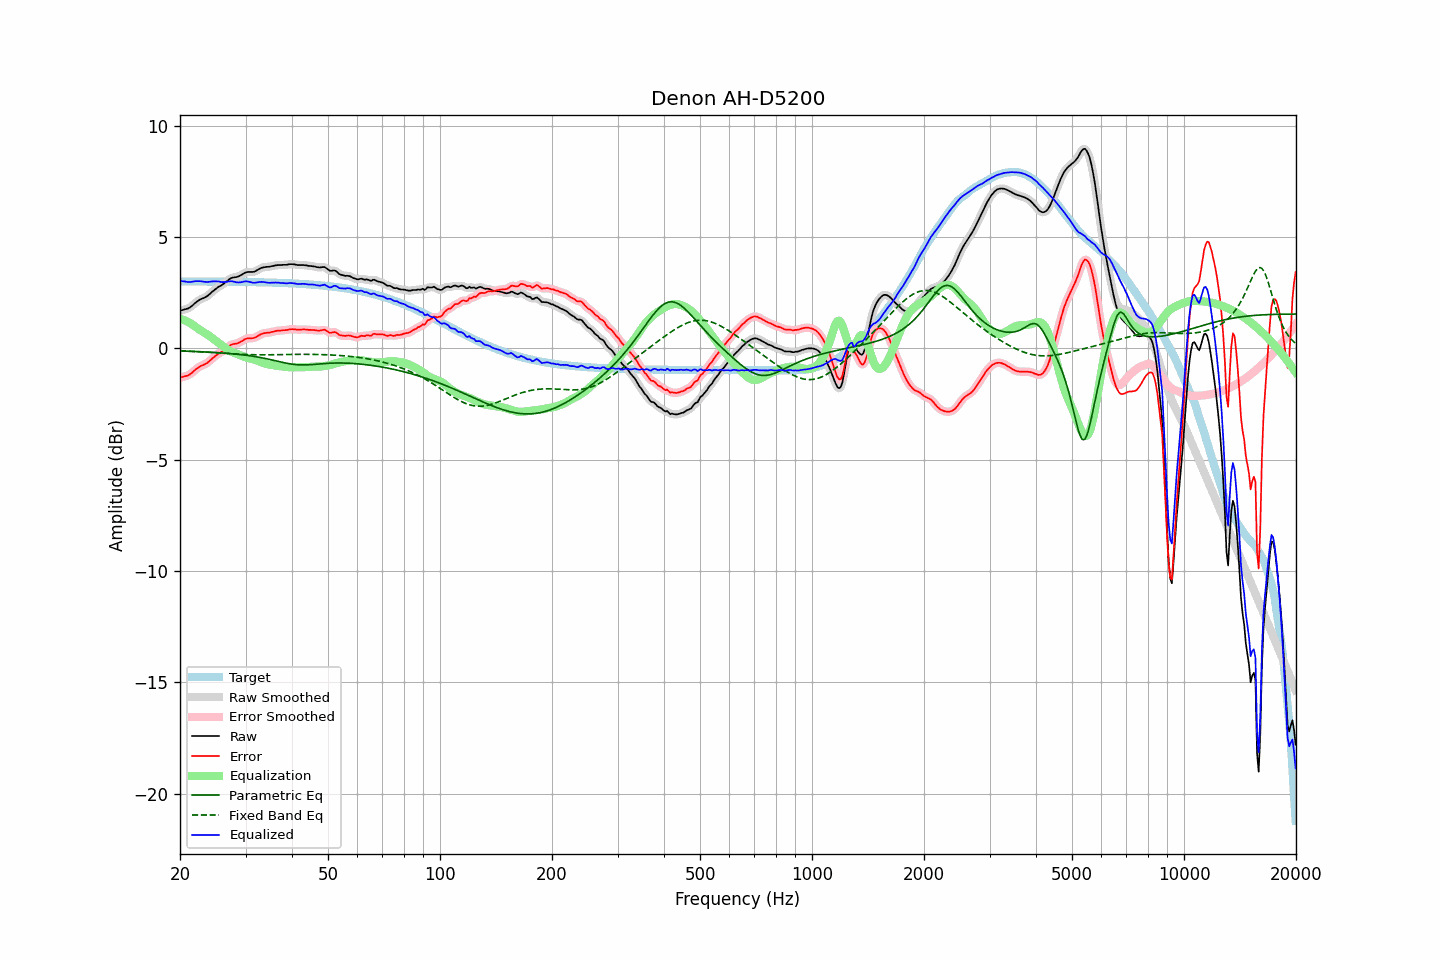 Denon AH-D5200
Amplitude (dBr)
10
5
0
−5
−10
−15
−20
Target
Raw Smoothed
Error Smoothed
Raw
Error
Equalization
Parametric Eq
Fixed Band Eq
Equalized
20 50 100 200 500 1000 2000 5000 10000 20000
Frequency (Hz)